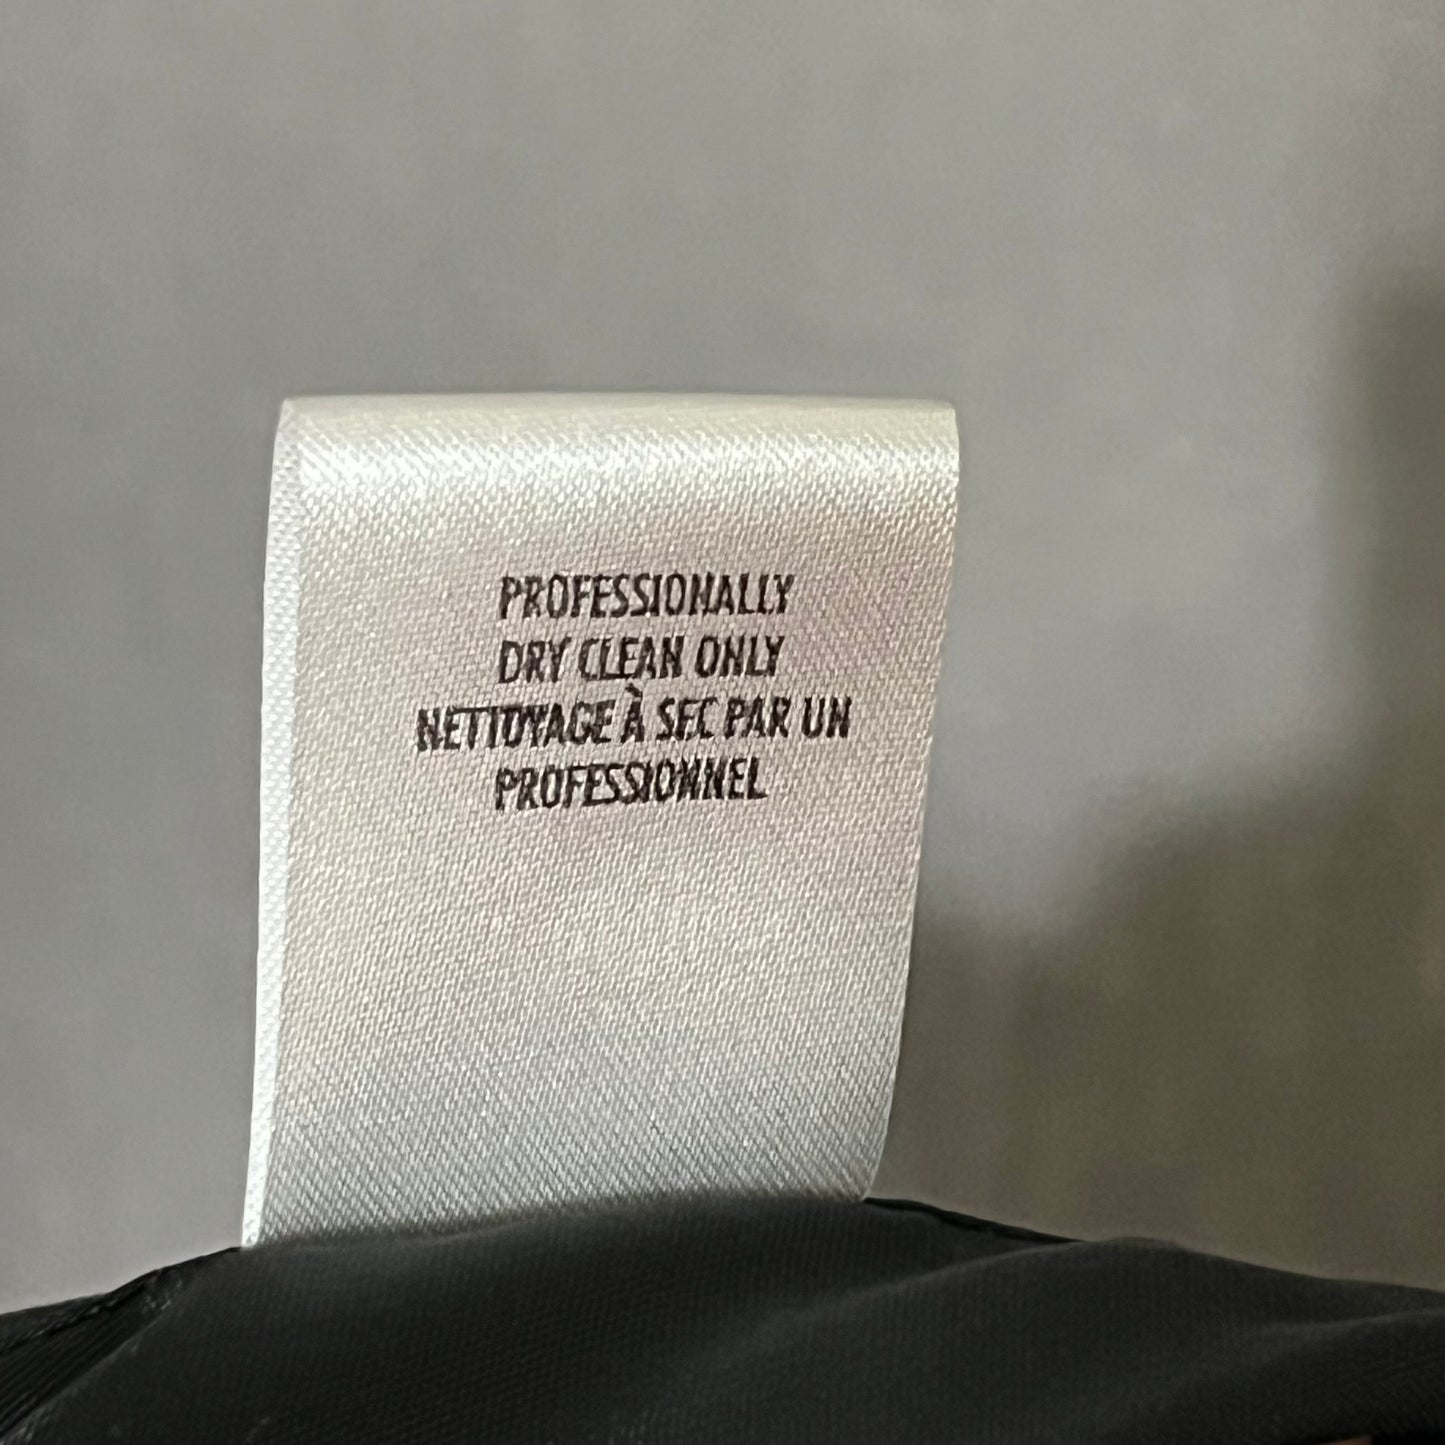 PROFESSIONALLY
DRY CLEAN ONLY
NETTOYAGE À SEC PAR UN
PROFESSIONNEL